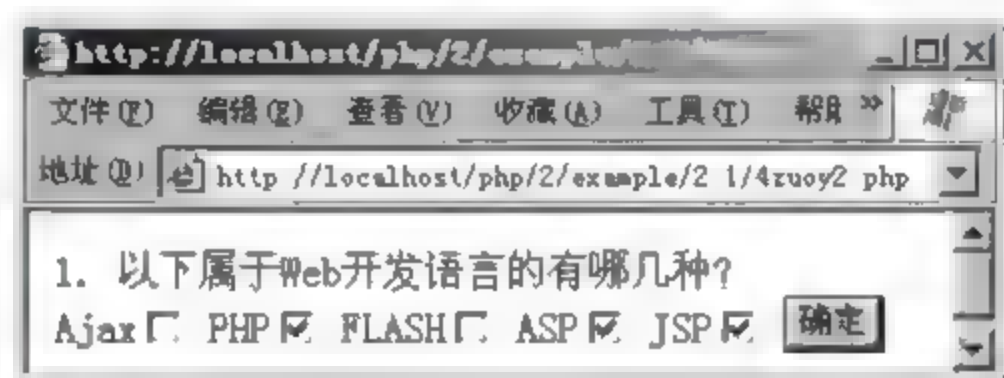 http://localhost/php/2/example/
文件(F) 编辑(E) 查看(V) 收藏(A) 工具(T) 帮助 »
地址(D) http //localhost/php/2/example/2 1/4zuoy2 php
1. 以下属于Web开发语言的有哪几种?
Ajax PHP FLASH ASP JSP 确定